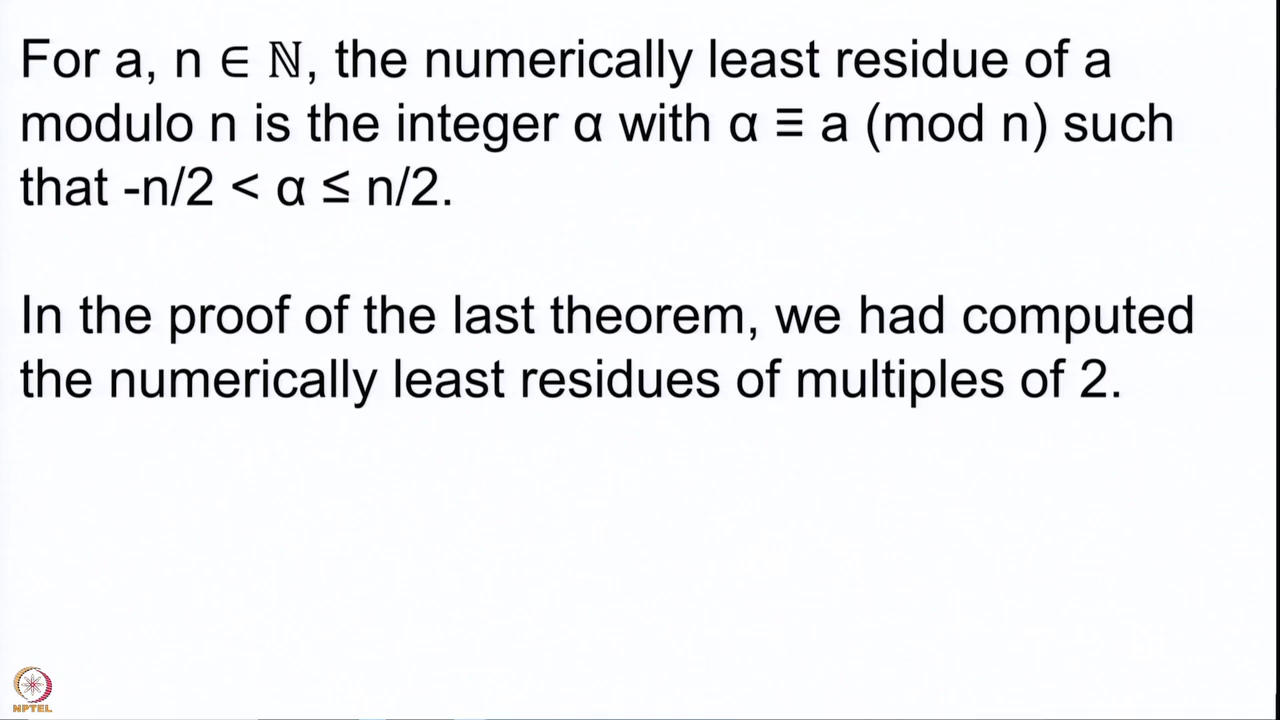 For a, n ∈ ℕ, the numerically least residue of a
modulo n is the integer α with α ≡ a (mod n) such
that -n/2 < α ≤ n/2.
In the proof of the last theorem, we had computed
the numerically least residues of multiples of 2.
NPTEL